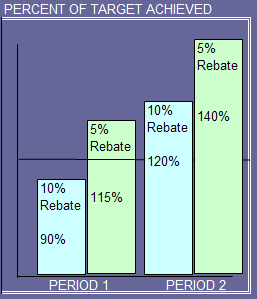 PERCENT OF TARGET ACHIEVED
10%
Rebate
90%
5%
Rebate
115%
10%
Rebate
120%
5%
Rebate
140%
PERIOD 1
PERIOD 2